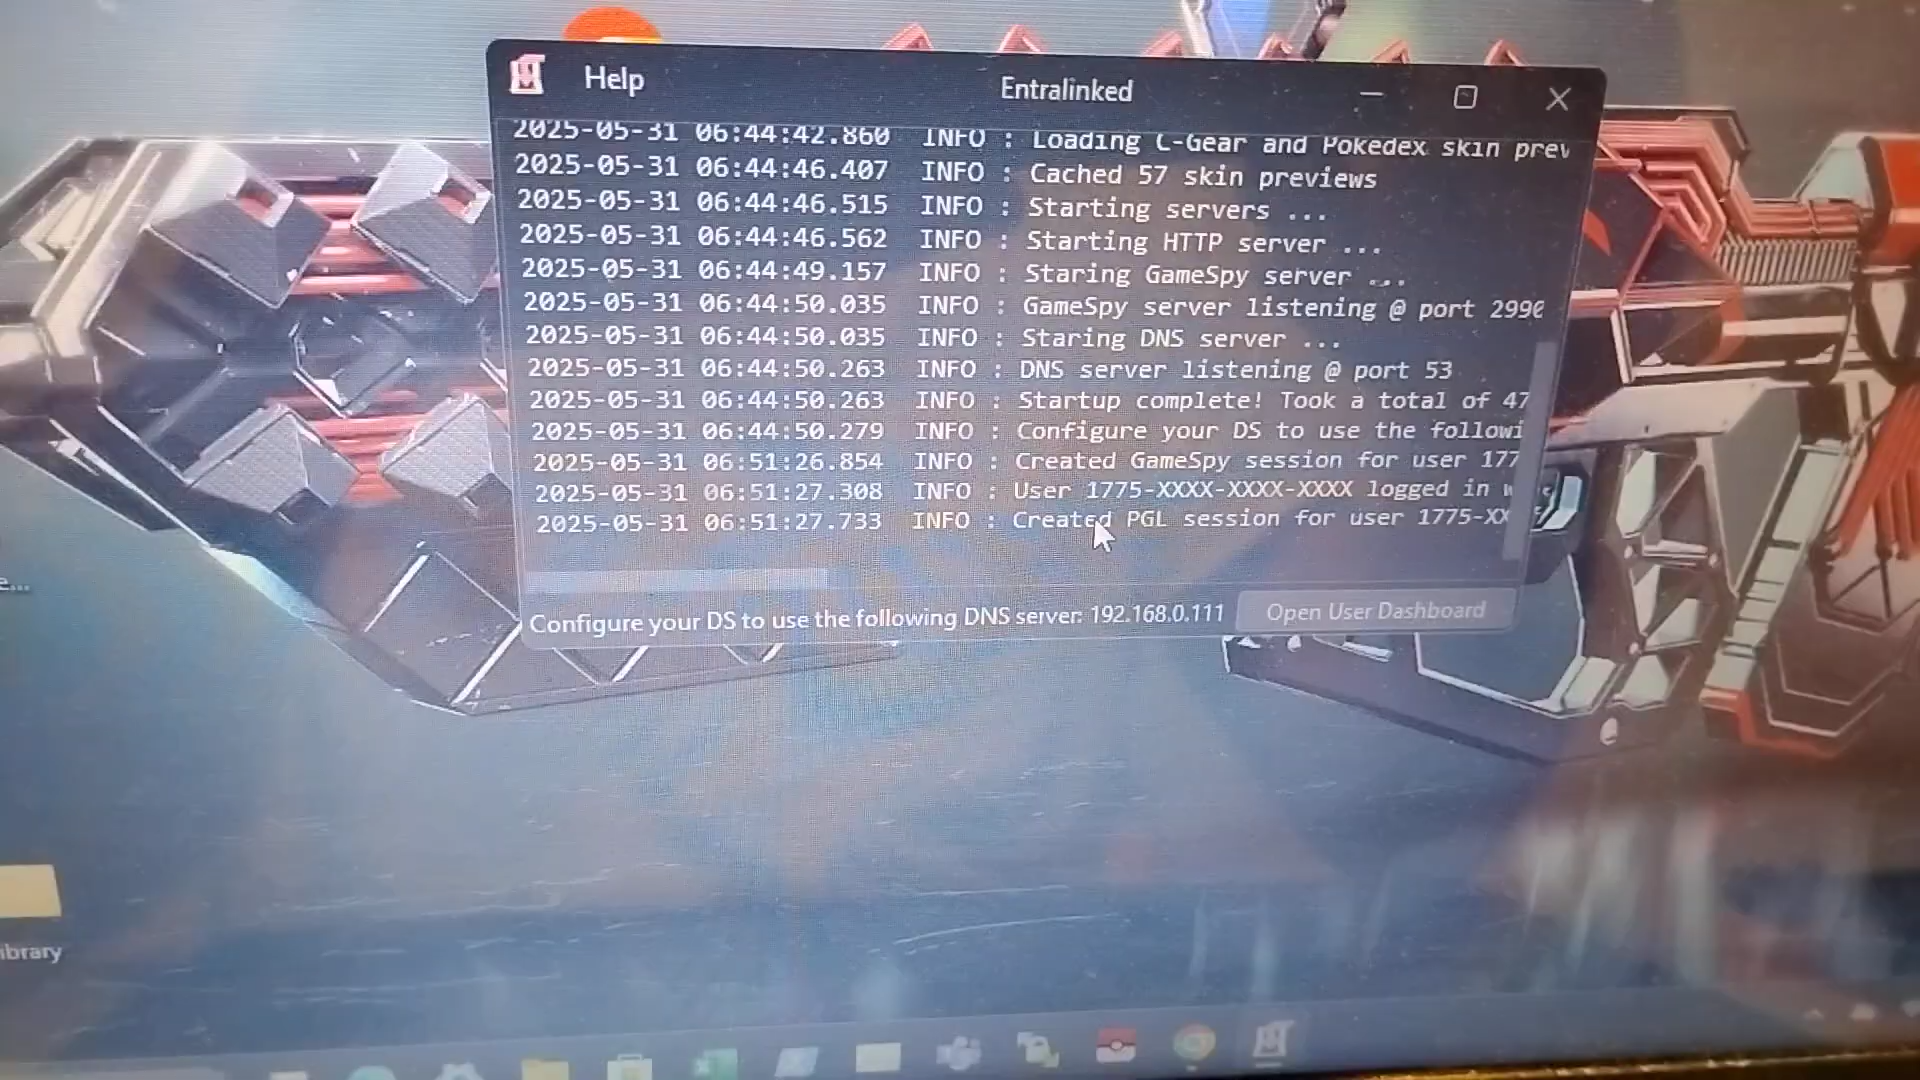 Help
Entralinked
2025-05-31 06:44:42.860 INFO : Loading C-Gear and Pokedex skin prev
2025-05-31 06:44:46.407 INFO : Cached 57 skin previews
2025-05-31 06:44:46.515 INFO : Starting servers ...
2025-05-31 06:44:46.562 INFO : Starting HTTP server ...
2025-05-31 06:44:49.157 INFO : Staring GameSpy server ...
2025-05-31 06:44:50.035 INFO : GameSpy server listening @ port 2990
2025-05-31 06:44:50.035 INFO : Staring DNS server ...
2025-05-31 06:44:50.263 INFO : DNS server listening @ port 53
2025-05-31 06:44:50.263 INFO : Startup complete! Took a total of 47
2025-05-31 06:44:50.279 INFO : Configure your DS to use the followi
2025-05-31 06:51:26.854 INFO : Created GameSpy session for user 177
2025-05-31 06:51:27.308 INFO : User 1775-XXXX-XXXX-XXXX logged in w
2025-05-31 06:51:27.733 INFO : Created PGL session for user 1775-XX
Configure your DS to use the following DNS server: 192.168.0.111
Open User Dashboard
e...
ibrary